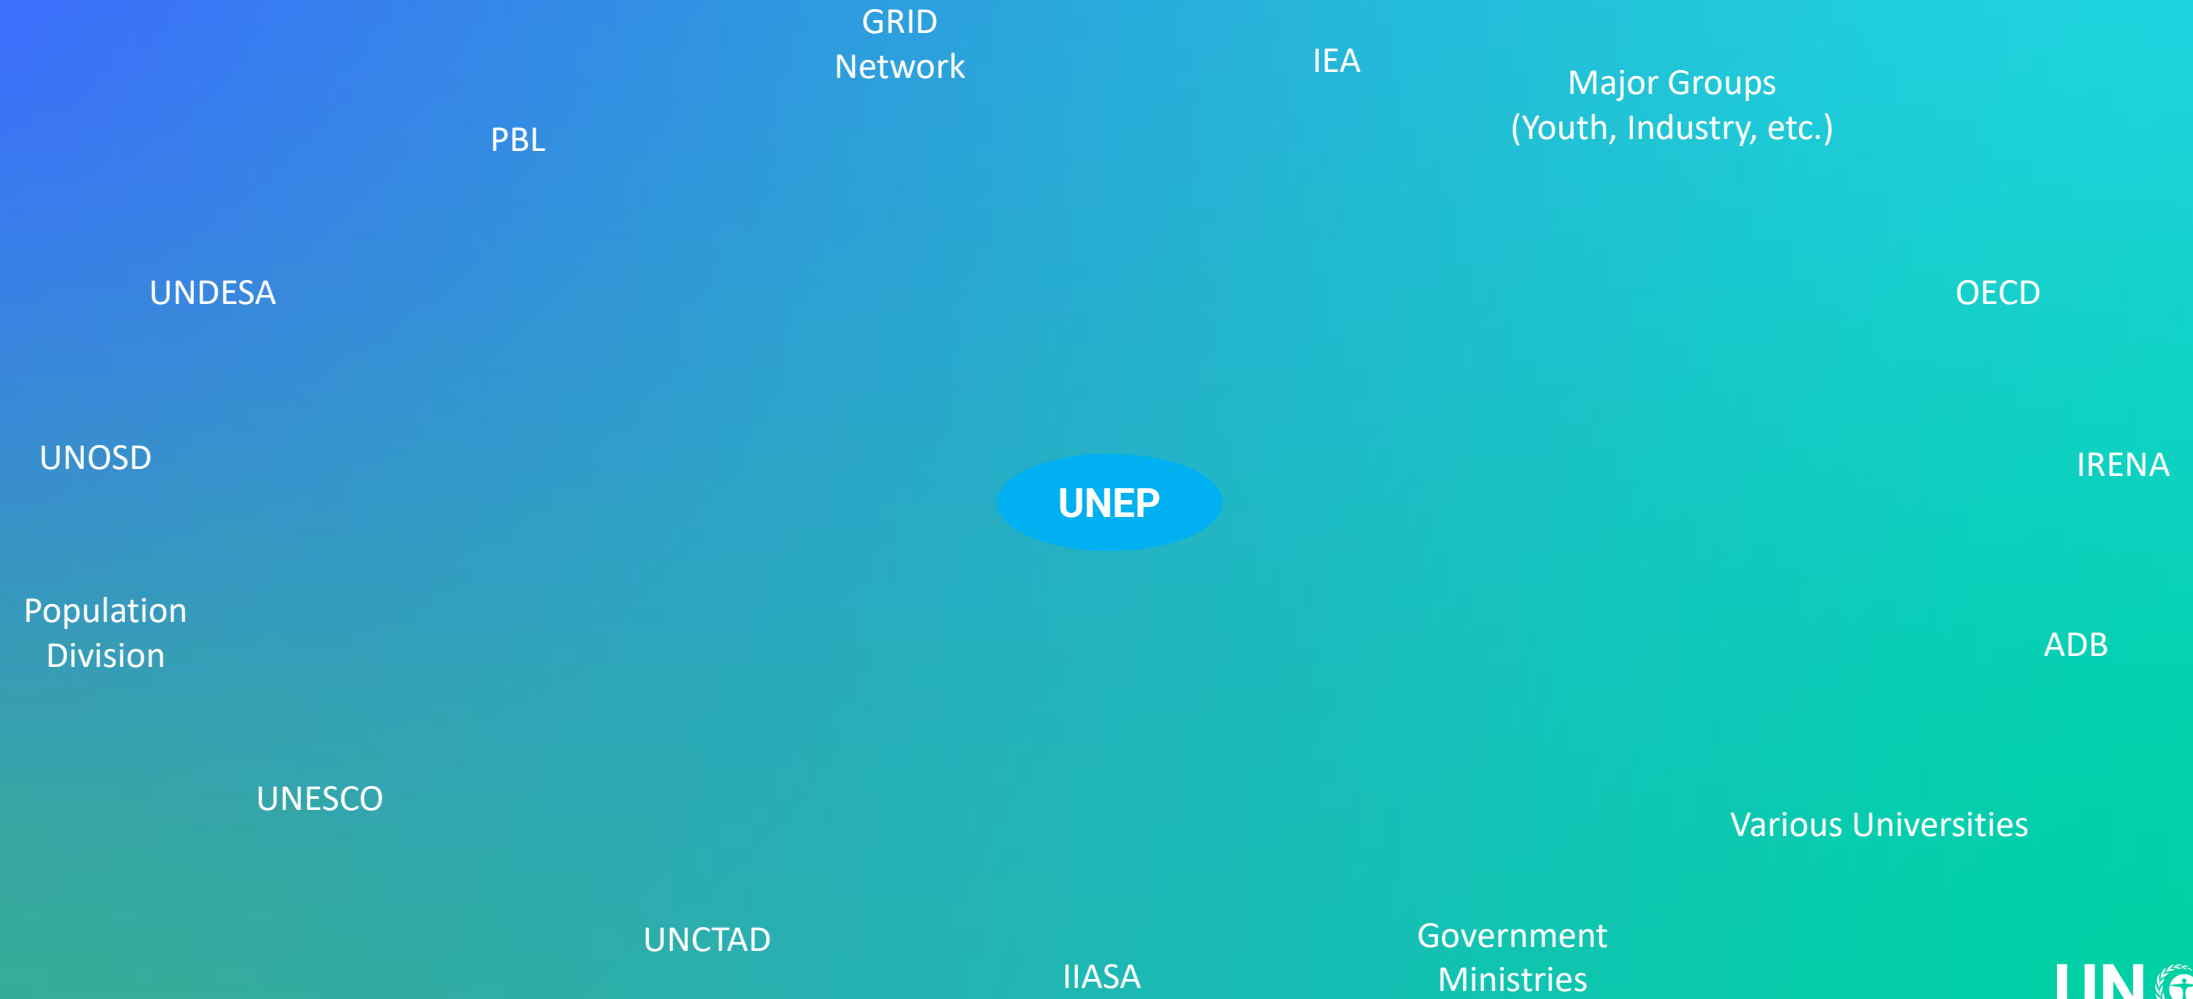 GRID
Network
IEA
Major Groups
(Youth, Industry, etc.)
PBL
UNDESA
OECD
UNOSD
IRENA
UNEP
Population
Division
ADB
UNESCO
Various Universities
UNCTAD
Government
Ministries
IIASA
UN